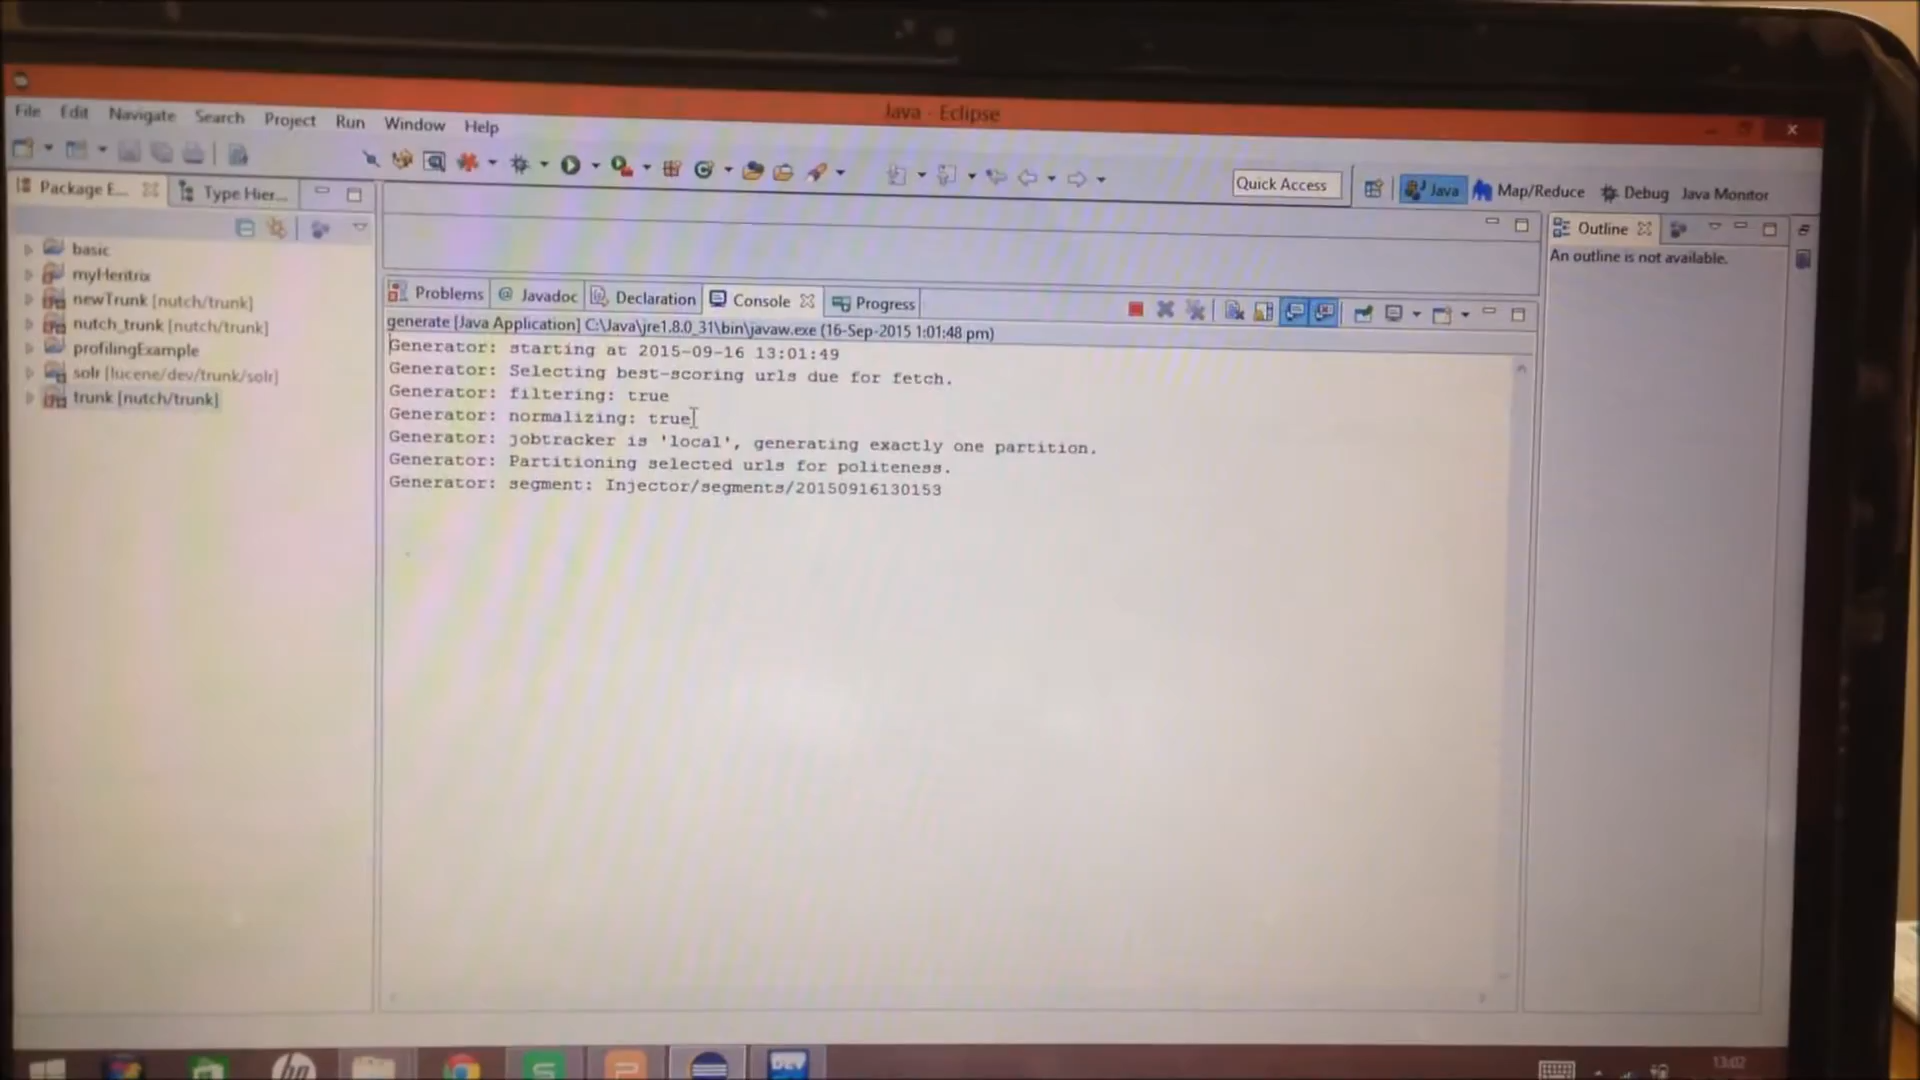 Java - Eclipse
File Edit Navigate Search Project Run Window Help
Quick Access
Java Map/Reduce Debug Java Monitor
Package E... Type Hier...
basic
myHeritrix
newTrunk [nutch/trunk]
nutch_trunk [nutch/trunk]
profilingExample
solr [lucene/dev/trunk/solr]
trunk [nutch/trunk]
Problems @ Javadoc Declaration Console Progress
generate [Java Application] C:\Java\jre1.8.0_31\bin\javaw.exe (16-Sep-2015 1:01:48 pm)
Generator: starting at 2015-09-16 13:01:49
Generator: Selecting best-scoring urls due for fetch.
Generator: filtering: true
Generator: normalizing: true
Generator: jobtracker is 'local', generating exactly one partition.
Generator: Partitioning selected urls for politeness.
Generator: segment: Injector/segments/20150916130153
Outline
An outline is not available.
hp
S
P
DEV
13:02